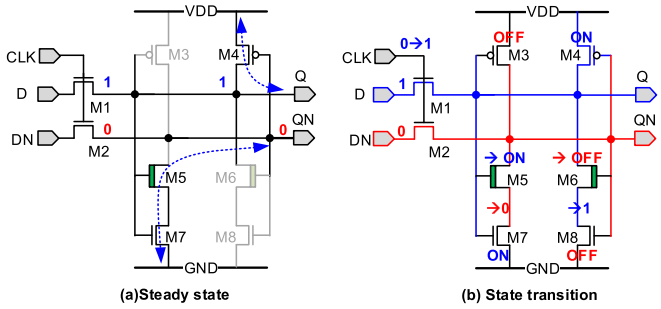 VDD
VDD
0→1
OFF
ON
CLK
M3
M4
Q
CLK
M3
M4
Q
D
1
1
D
1
M1
QN
M1
QN
DN
0
0
DN
0
M2
M2
→ ON
→ OFF
M5
M6
M5
M6
→0
→1
M7
M8
M7
M8
ON
OFF
GND
GND
(a)Steady state
(b) State transition